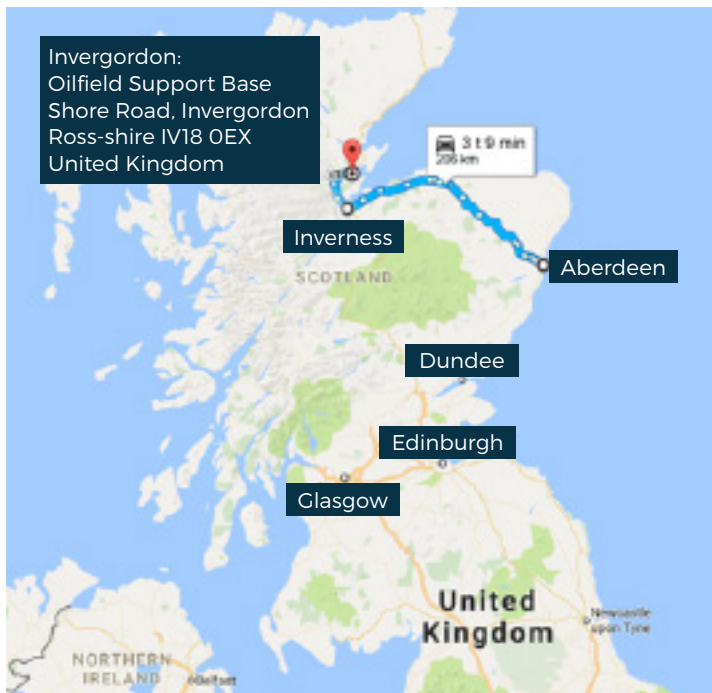 Invergordon:
Oilfield Support Base
Shore Road, Invergordon
Ross-shire IV18 0EX
United Kingdom
3 t 9 min
206 km
Inverness
Aberdeen
SCOTLAND
Dundee
Edinburgh
Glasgow
United
Kingdom
Newcastle
upon Tyne
NORTHERN
IRELAND
Belfast